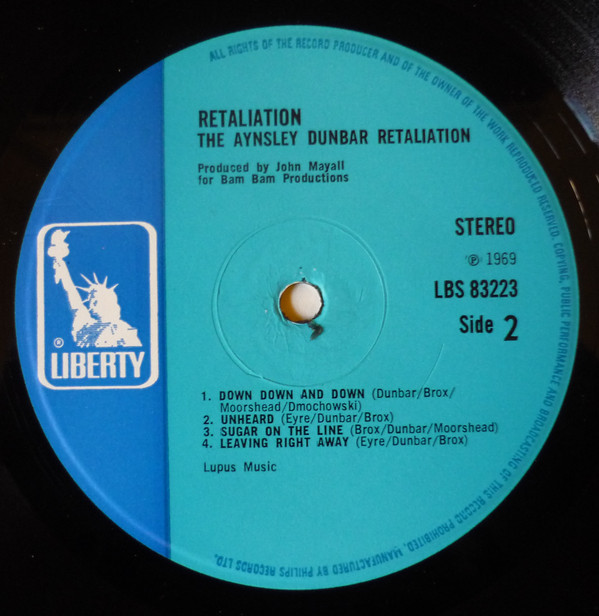 ALL RIGHTS OF THE RECORD PRODUCER AND OF THE OWNER OF THE WORK REPRODUCED RESERVED. COPYING, PUBLIC PERFORMANCE AND BROADCASTING OF THIS RECORD PROHIBITED. MANUFACTURED BY PHILIPS RECORDS LTD.
RETALIATION
THE AYNSLEY DUNBAR RETALIATION
Produced by John Mayall
for Bam Bam Productions
STEREO
℗ 1969
LBS 83223
Side 2
® LIBERTY
1. DOWN DOWN AND DOWN (Dunbar/Brox/
Moorshead/Dmochowski)
2. UNHEARD (Eyre/Dunbar/Brox)
3. SUGAR ON THE LINE (Brox/Dunbar/Moorshead)
4. LEAVING RIGHT AWAY (Eyre/Dunbar/Brox)
Lupus Music